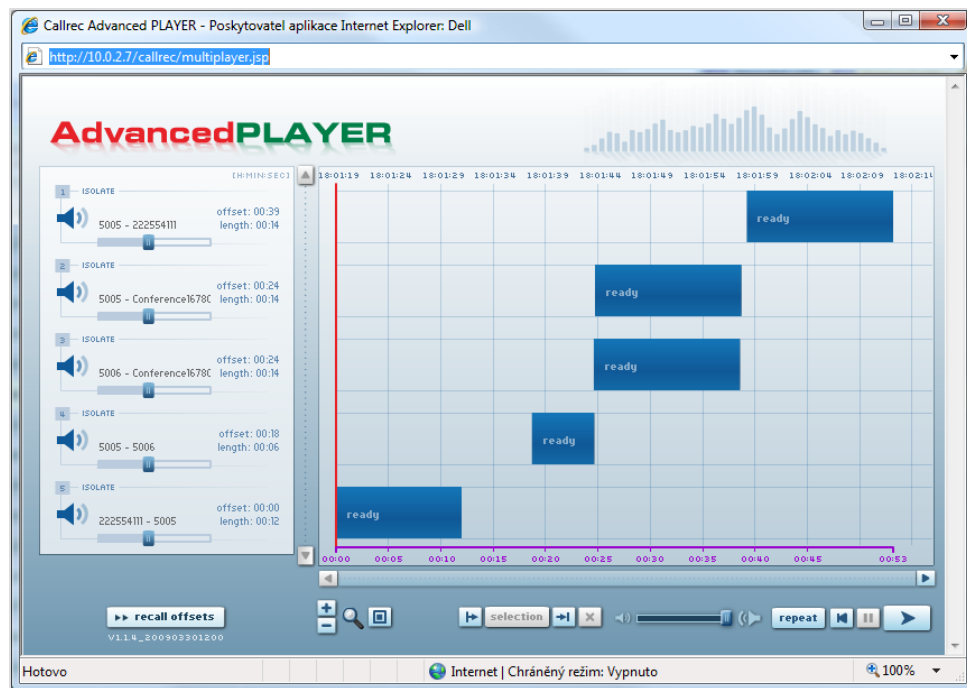 Callrec Advanced PLAYER - Poskytovatel aplikace Internet Explorer: Dell
http://10.0.2.7/callrec/multiplayer.jsp
AdvancedPLAYER
[H:MIN:SEC]
18:01:19 18:01:24 18:01:29 18:01:34 18:01:39 18:01:44 18:01:49 18:01:54 18:01:59 18:02:04 18:02:09 18:02:14
1 ISOLATE
5005 - 222554111
offset: 00:39
length: 00:14
ready
2 ISOLATE
5005 - Conference1678
offset: 00:24
length: 00:14
ready
3 ISOLATE
5006 - Conference1678
offset: 00:24
length: 00:14
ready
4 ISOLATE
5005 - 5006
offset: 00:18
length: 00:06
ready
5 ISOLATE
222554111 - 5005
offset: 00:00
length: 00:12
ready
00:00 00:05 00:10 00:15 00:20 00:25 00:30 00:35 00:40 00:45 00:53
recall offsets
V1.1.4_200903301200
selection
repeat
Hotovo
Internet | Chráněný režim: Vypnuto
100%